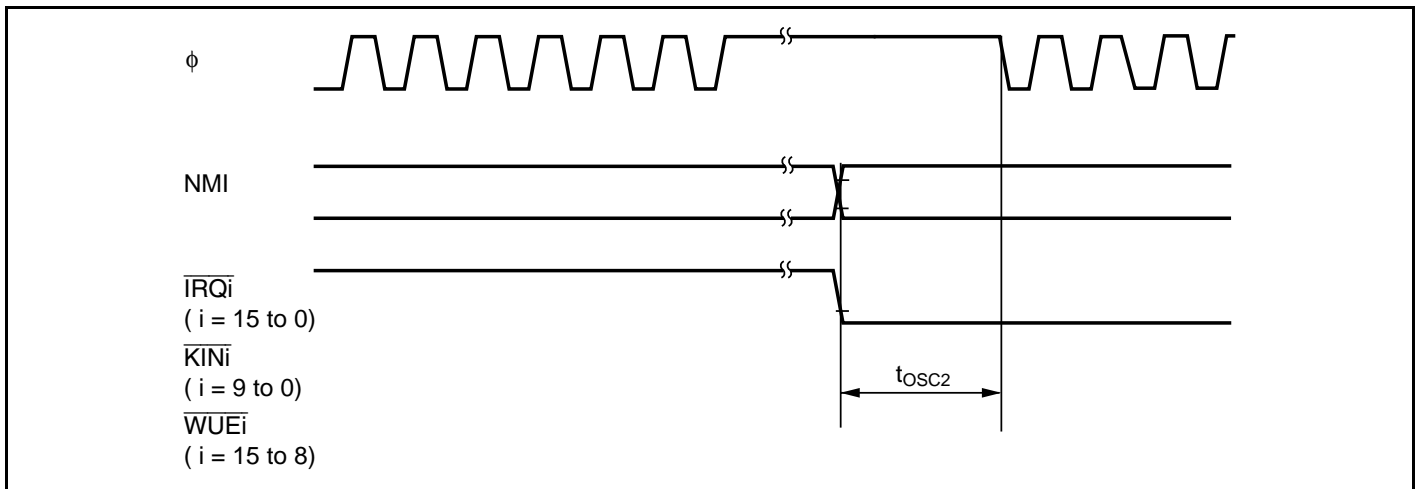 ϕ
NMI
IRQi
( i = 15 to 0)
KINi
( i = 9 to 0)
WUEi
( i = 15 to 8)
tOSC2